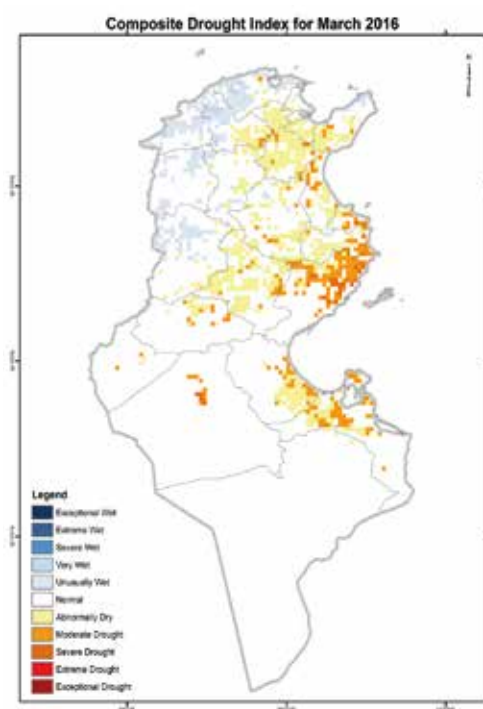 Composite Drought Index for March 2016
Legend
Exceptional Wet
Extreme Wet
Severe Wet
Very Wet
Unusually Wet
Normal
Abnormally Dry
Moderate Drought
Severe Drought
Extreme Drought
Exceptional Drought